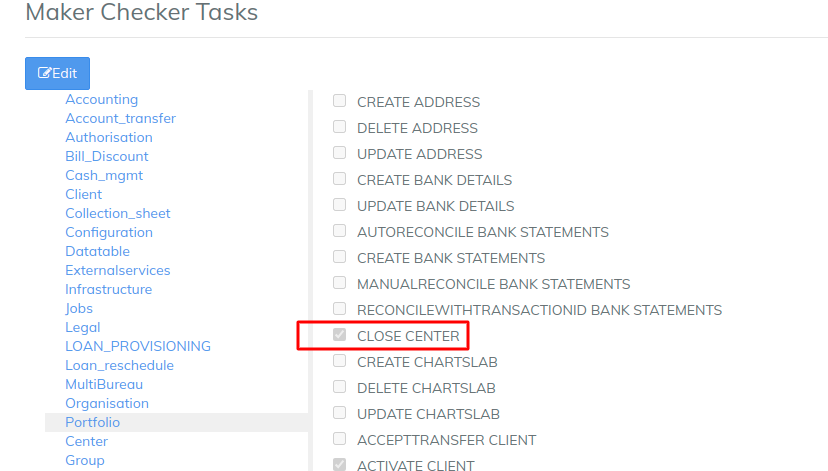 Maker Checker Tasks
Edit
Accounting
Account_transfer
Authorisation
Bill_Discount
Cash_mgmt
Client
Collection_sheet
Configuration
Datatable
Externalservices
Infrastructure
Jobs
Legal
LOAN_PROVISIONING
Loan_reschedule
MultiBureau
Organisation
Portfolio
Center
Group
CREATE ADDRESS
DELETE ADDRESS
UPDATE ADDRESS
CREATE BANK DETAILS
UPDATE BANK DETAILS
AUTORECONCILE BANK STATEMENTS
CREATE BANK STATEMENTS
MANUALRECONCILE BANK STATEMENTS
RECONCILEWITHTRANSACTIONID BANK STATEMENTS
CLOSE CENTER
CREATE CHARTSLAB
DELETE CHARTSLAB
UPDATE CHARTSLAB
ACCEPTTRANSFER CLIENT
ACTIVATE CLIENT